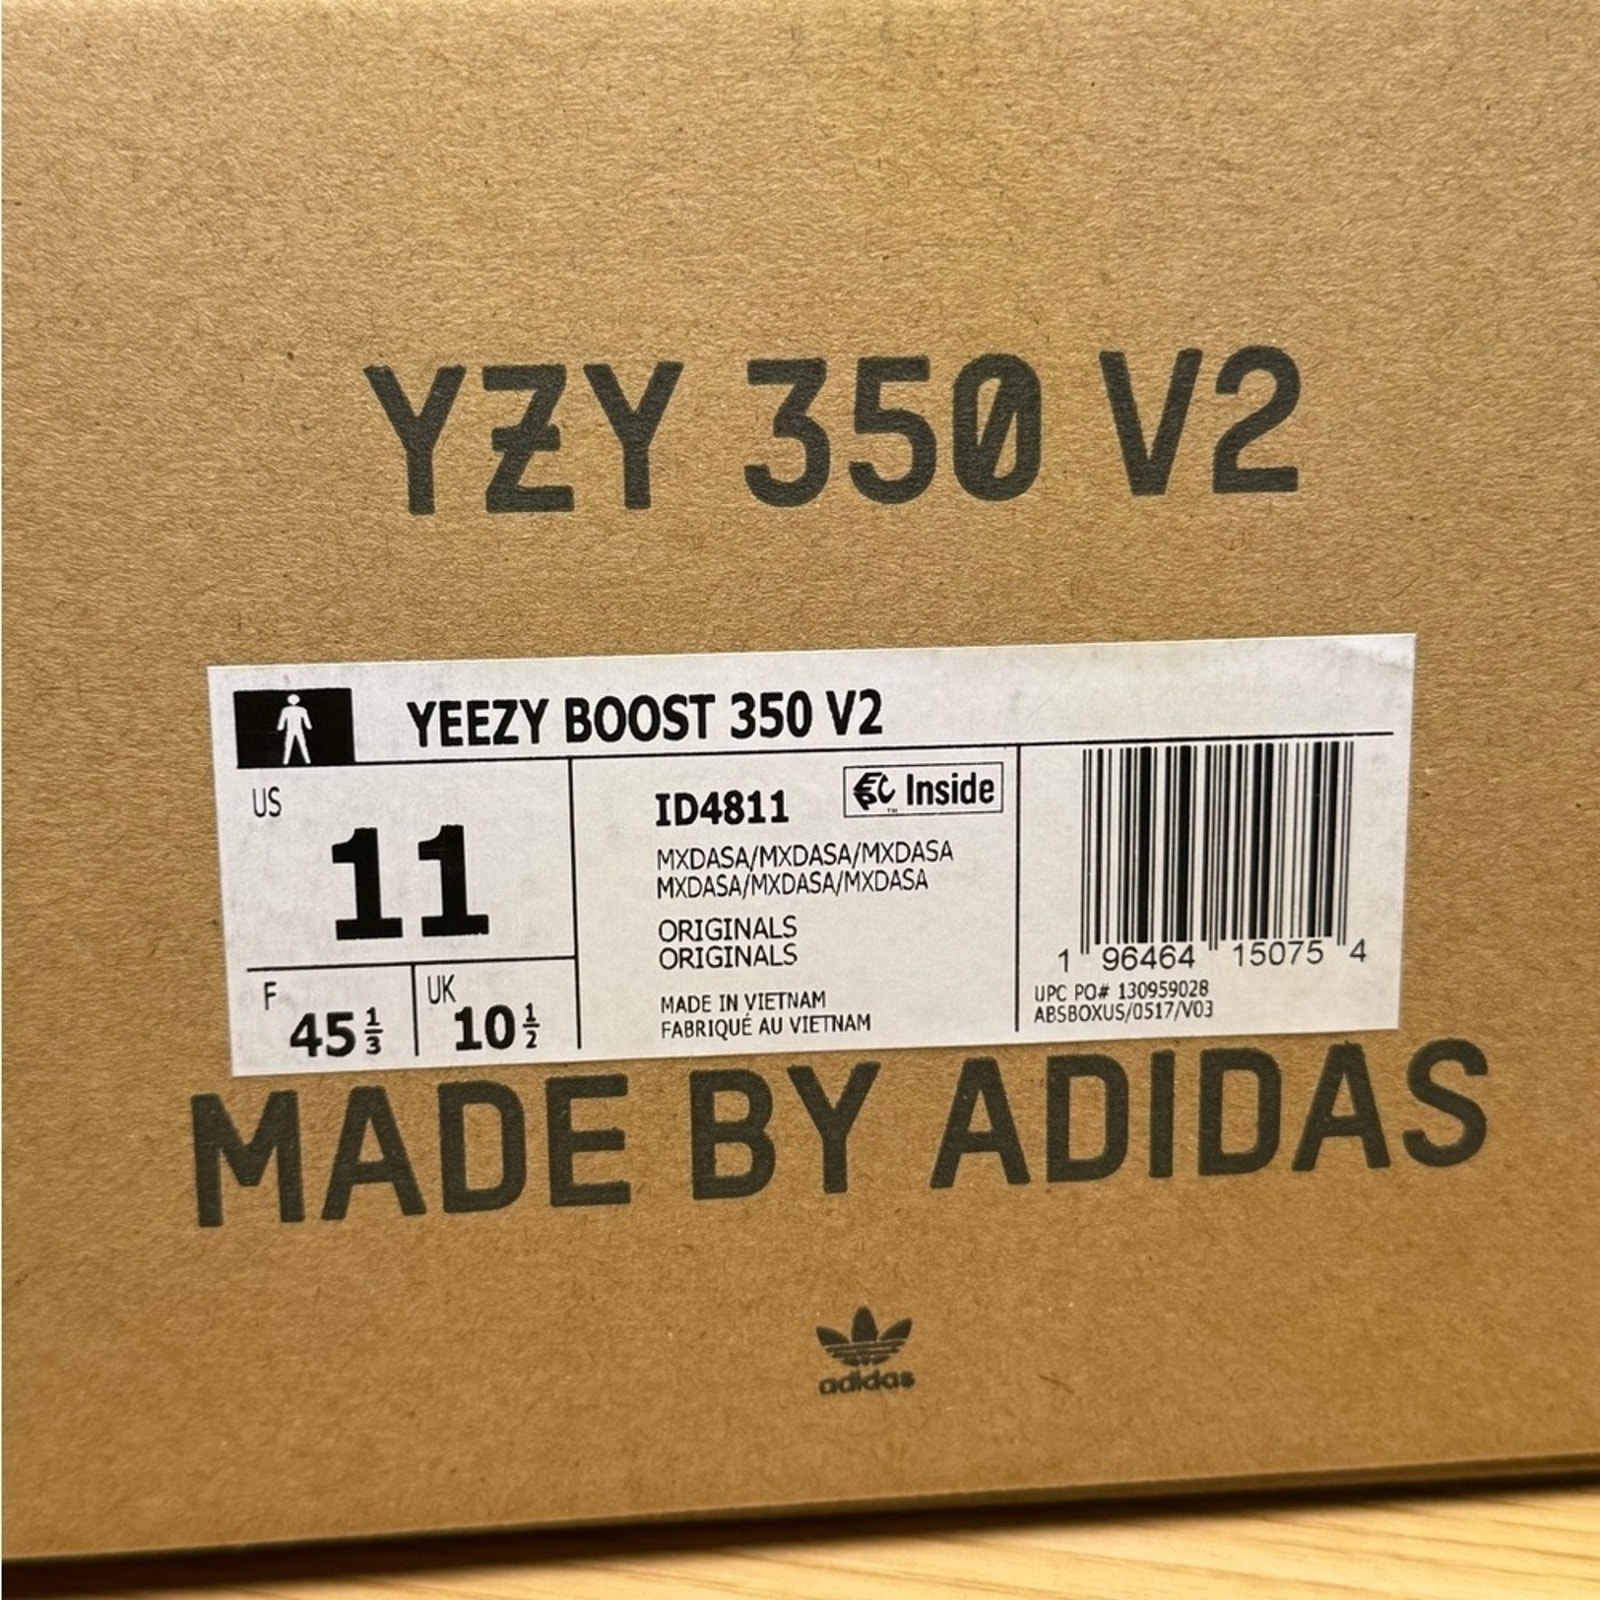 YZY 350 V2
YEEZY BOOST 350 V2
US
11
F
45 1/3
UK
10 1/2
ID4811
Inside
MXDASA/MXDASA/MXDASA
MXDASA/MXDASA/MXDASA
ORIGINALS
ORIGINALS
MADE IN VIETNAM
FABRIQUÉ AU VIETNAM
1 96464 15075 4
UPC PO# 130959028
ABSBOXUS/0517/V03
MADE BY ADIDAS
adidas